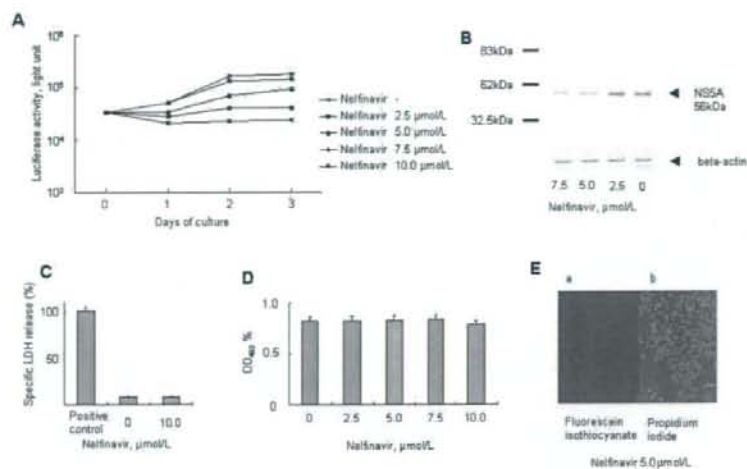 A
10⁶
10⁵
10⁴
10³
Luciferase activity, light unit
0 1 2 3
Days of culture
Nelfinavir -
Nelfinavir 2.5 µmol/L
Nelfinavir 5.0 µmol/L
Nelfinavir 7.5 µmol/L
Nelfinavir 10.0 µmol/L
B
83kDa
62kDa
32.5kDa
NS5A
56kDa
beta-actin
7.5 5.0 2.5 0
Nelfinavir, µmol/L
C
Specific LDH release (%)
100
50
Positive
control
0 10.0
Nelfinavir, µmol/L
D
1.0
0.5
0
0 2.5 5.0 7.5 10.0
Nelfinavir, µmol/L
E
a b
Fluorescein
isothiocyanate
Propidium
iodide
Nelfinavir 5.0µmol/L